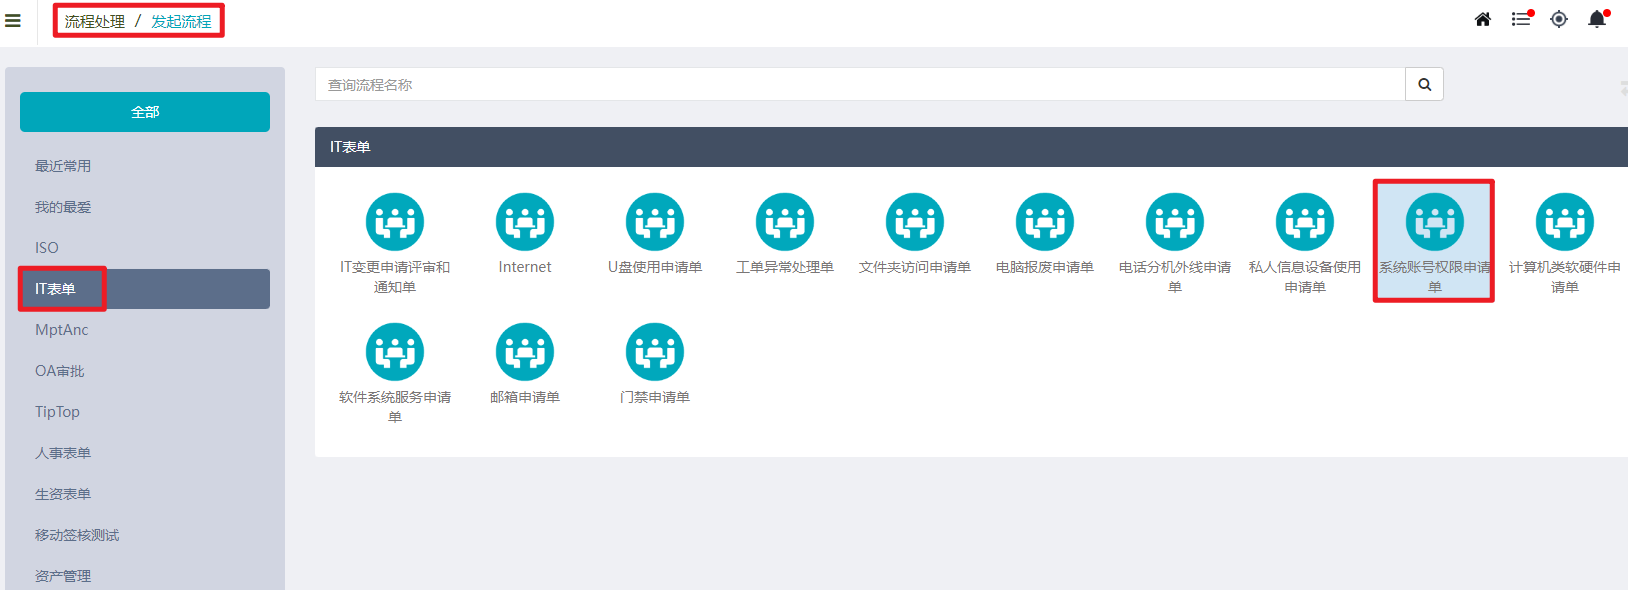 流程处理 / 发起流程
查询流程名称
全部
最近常用
我的最爱
ISO
IT表单
MptAnc
OA审批
TipTop
人事表单
生资表单
移动签核测试
资产管理
IT表单
IT变更申请评审和
通知单
Internet
U盘使用申请单
工单异常处理单
文件夹访问申请单
电脑报废申请单
电话分机外线申请
单
私人信息设备使用
申请单
系统账号权限申请
单
计算机类软硬件申
请单
软件系统服务申请
单
邮箱申请单
门禁申请单